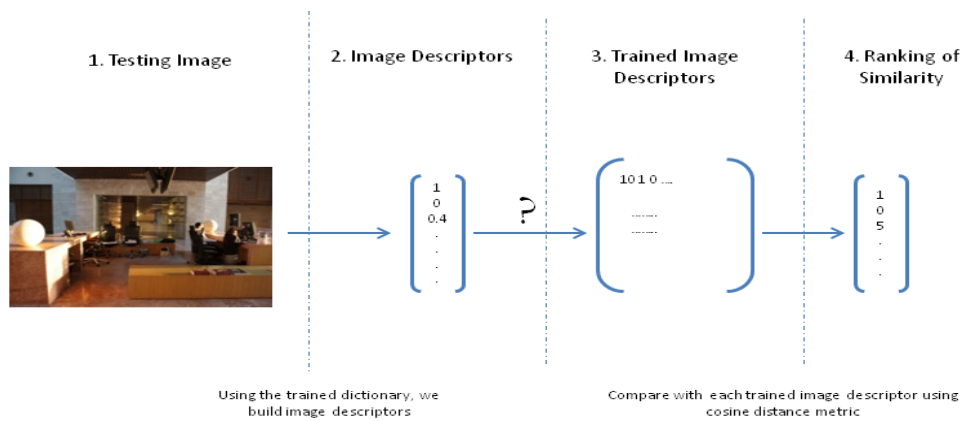 1. Testing Image
2. Image Descriptors
3. Trained Image
Descriptors
4. Ranking of
Similarity
1
0
0.4
.
.
.
.
?
10 1 0 ....
........
........
1
0
5
.
.
.
Using the trained dictionary, we
build image descriptors
Compare with each trained image descriptor using
cosine distance metric